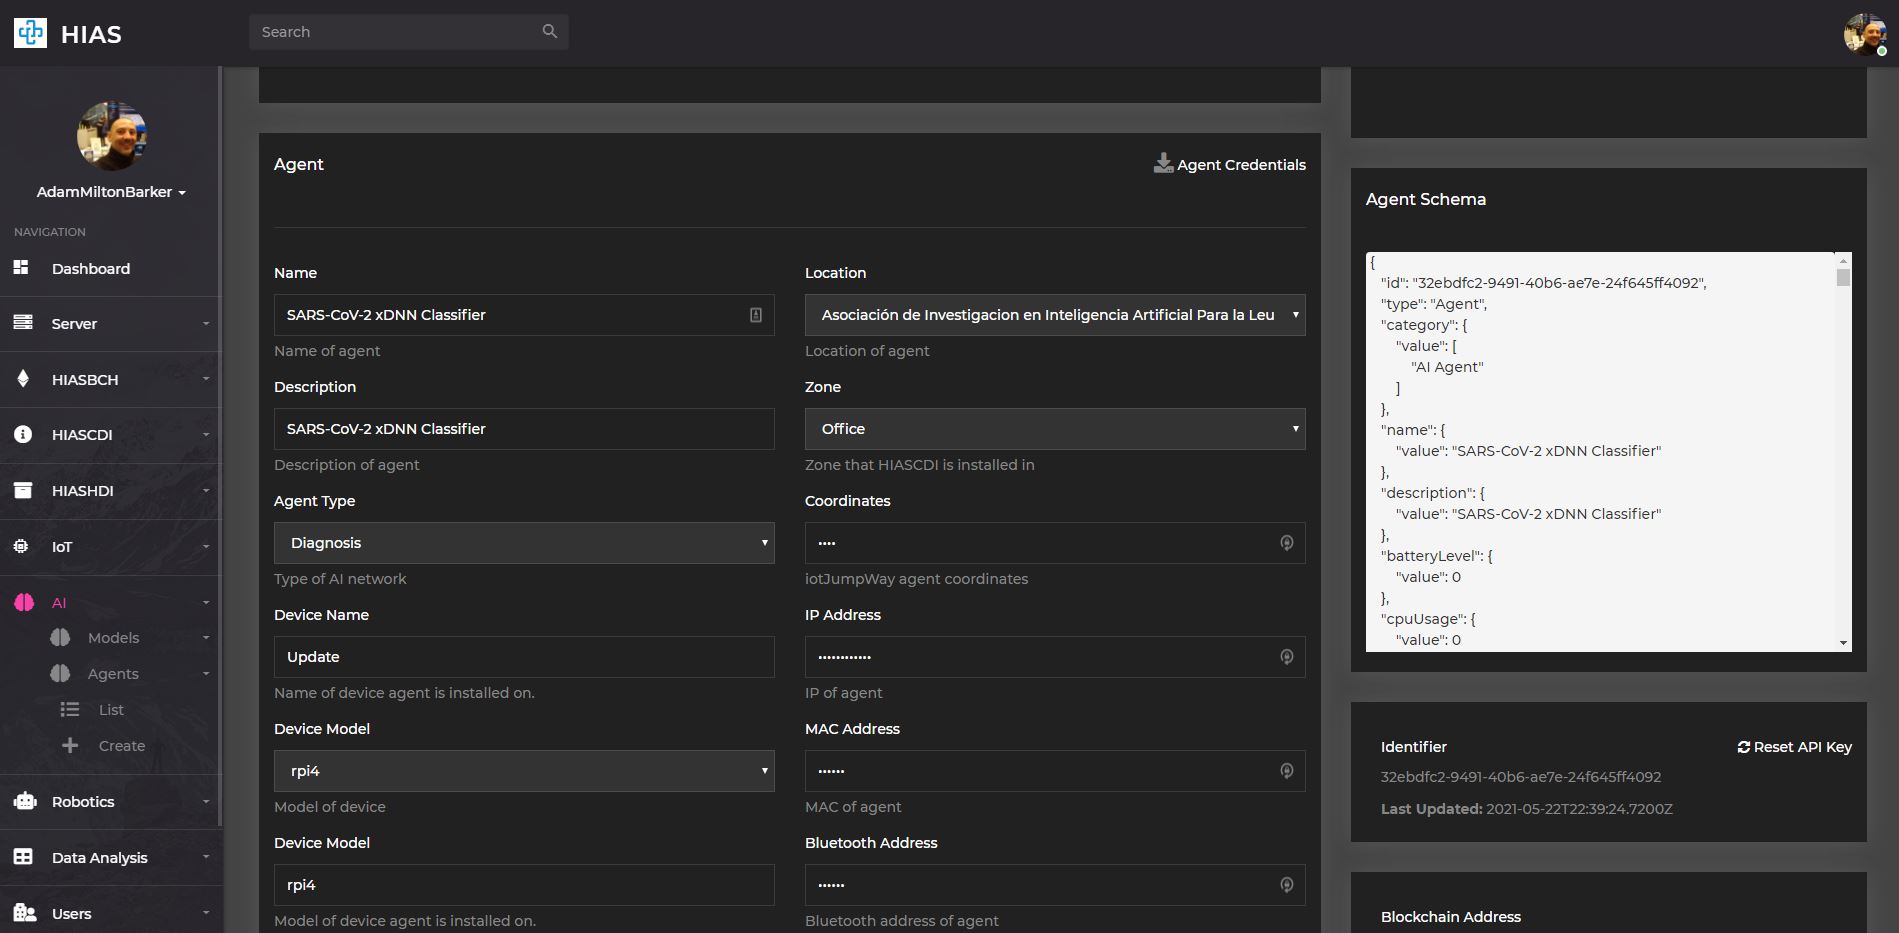 HIAS
Search
AdamMiltonBarker
NAVIGATION
Dashboard
Server
HIASBCH
HIASCDI
HIASHDI
IoT
AI
Models
Agents
List
Create
Robotics
Data Analysis
Users
Agent
Agent Credentials
Name
SARS-CoV-2 xDNN Classifier
Name of agent
Description
SARS-CoV-2 xDNN Classifier
Description of agent
Agent Type
Diagnosis
Type of AI network
Device Name
Update
Name of device agent is installed on.
Device Model
rpi4
Model of device
Device Model
rpi4
Model of device agent is installed on.
Location
Asociación de Investigacion en Inteligencia Artificial Para la Leu
Location of agent
Zone
Office
Zone that HIASCDI is installed in
Coordinates
••••
iotJumpWay agent coordinates
IP Address
••••••••••••
IP of agent
MAC Address
••••••
MAC of agent
Bluetooth Address
••••••
Bluetooth address of agent
Agent Schema
{
"id": "32ebdfc2-9491-40b6-ae7e-24f645ff4092",
"type": "Agent",
"category": {
"value": [
"AI Agent"
]
},
"name": {
"value": "SARS-CoV-2 xDNN Classifier"
},
"description": {
"value": "SARS-CoV-2 xDNN Classifier"
},
"batteryLevel": {
"value": 0
},
"cpuUsage": {
"value": 0
Identifier
Reset API Key
32ebdfc2-9491-40b6-ae7e-24f645ff4092
Last Updated: 2021-05-22T22:39:24.7200Z
Blockchain Address